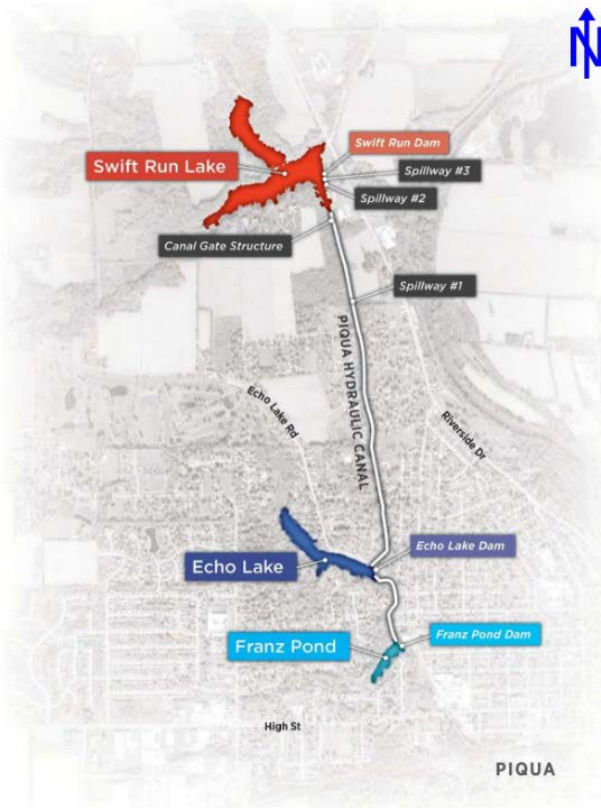 N
Swift Run Dam
Swift Run Lake
Spillway #3
Spillway #2
Canal Gate Structure
Spillway #1
PIQUA HYDRAULIC CANAL
Echo Lake Rd
Riverside Dr
Echo Lake Dam
Echo Lake
Franz Pond Dam
Franz Pond
High St
PIQUA